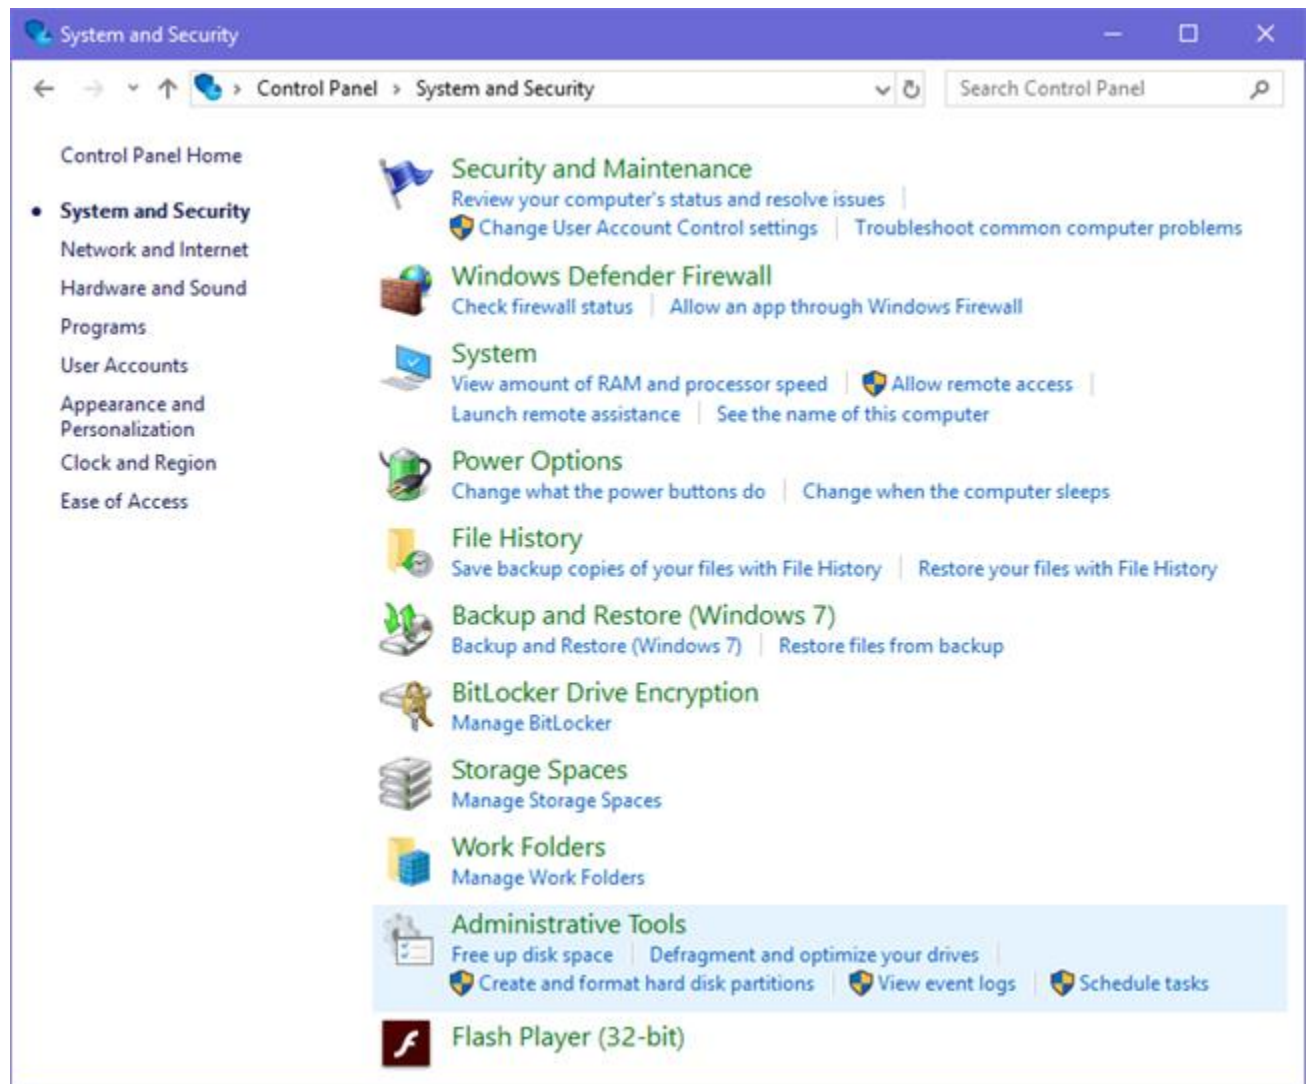 System and Security
Control Panel > System and Security
Search Control Panel
Control Panel Home
System and Security
Network and Internet
Hardware and Sound
Programs
User Accounts
Appearance and
Personalization
Clock and Region
Ease of Access
Security and Maintenance
Review your computer's status and resolve issues
Change User Account Control settings | Troubleshoot common computer problems
Windows Defender Firewall
Check firewall status | Allow an app through Windows Firewall
System
View amount of RAM and processor speed | Allow remote access
Launch remote assistance | See the name of this computer
Power Options
Change what the power buttons do | Change when the computer sleeps
File History
Save backup copies of your files with File History | Restore your files with File History
Backup and Restore (Windows 7)
Backup and Restore (Windows 7) | Restore files from backup
BitLocker Drive Encryption
Manage BitLocker
Storage Spaces
Manage Storage Spaces
Work Folders
Manage Work Folders
Administrative Tools
Free up disk space | Defragment and optimize your drives
Create and format hard disk partitions | View event logs | Schedule tasks
Flash Player (32-bit)